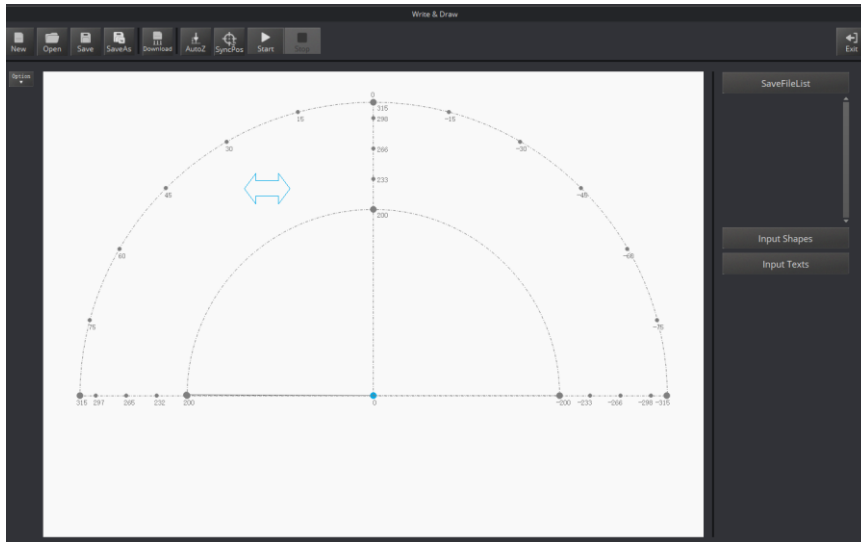 Write & Draw
New Open Save SaveAs Download AutoZ SyncPos Start Stop Exit
Option
SaveFileList
0
315
15 298 -15
30 266 -30
233
45 -45
200
Input Shapes
60 -60
Input Texts
75 -75
315 297 265 232 200 0 -200 -233 -266 -298 -315